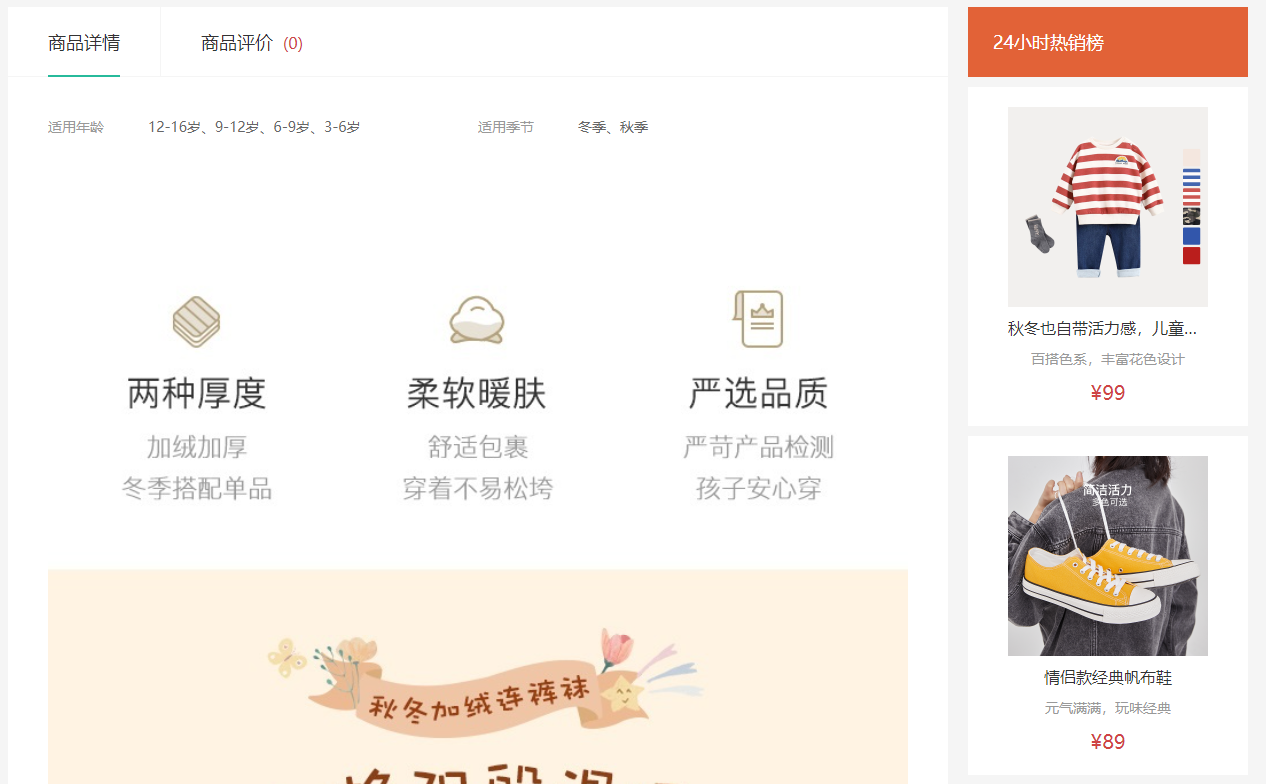 商品详情
商品评价 (0)
适用年龄 12-16岁、9-12岁、6-9岁、3-6岁 适用季节 冬季、秋季
两种厚度
加绒加厚
冬季搭配单品
柔软暖肤
舒适包裹
穿着不易松垮
严选品质
严苛产品检测
孩子安心穿
秋冬加绒连裤袜
24小时热销榜
秋冬也自带活力感，儿童...
百搭色系，丰富花色设计
¥99
简洁活力
多色可选
情侣款经典帆布鞋
元气满满，玩味经典
¥89